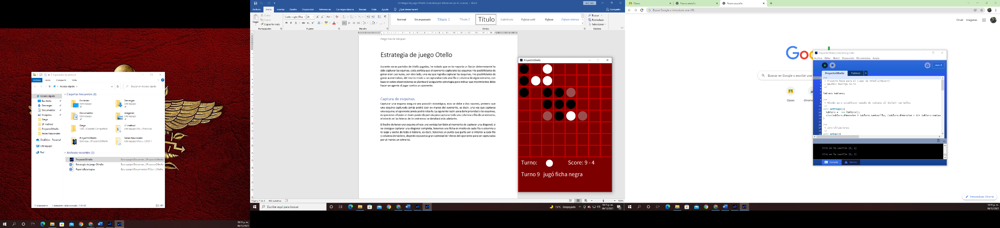 Explorador de archivos
Archivo Inicio Compartir Vista
Acceso rápido
Buscar en Acceso rápido
Acceso rápido
Escritorio
Descargas
Documentos
Imágenes
Diego
LF method
ProyectoOthello
Redes Neuronales
OneDrive - Personal
Este equipo
Red
Carpetas frecuentes (8)
Escritorio
Este equipo
Descargas
Este equipo
Documentos
Este equipo
Imágenes
Este equipo
Diego
LF method
Este equipo\Do...\Practicas
ProyectoOthello
Este equ...\ProyectoOthello
Redes Neuronales
Este equipo\Docu...\2022-1
Archivos recientes (3)
ProyectoOthello Este equipo\Documen...\ProyectoOthello
Estrategia de juego Othello Este equipo\Documen...\ProyectoOthello
ReporteEstartegias
11 elementos 1 elemento seleccionado 2.15 KB
10:15 p. m.
06/12/2021
Estrategia de juego Othello (Guardado por última vez por el usuario) - Word
Inic. ses.
Archivo Inicio Insertar Diseño Disposición Referencias Correspondencia Revisar Vista Ayuda ¿Qué desea hacer? Compartir
Pegar
Cortar
Copiar
Copiar formato
Portapapeles
Calibri Light (Títul 28
Fuente
Párrafo
Normal Sin espaciado Título 1 Título 2 Título Subtítulo Énfasis sutil Énfasis Énfasis intenso
Estilos
Buscar
Reemplazar
Seleccionar
Edición
Diego García Vázquez
Estrategia de juego Otello
Durante varias partidas de Otello jugadas, he notado que en la mayoría un factor determinante ha
sido capturar las equinas, cada partida que el oponente capturaba las esquinas mis posibilidades de
ganar eran casi nulas, por otro lado, una vez que lograba capturar las esquinas, mis posibilidades de
ganar aumentaban, del mismo modo si se capturaba toda una fila o columna de algún extremo, con
base en estas observaciones se planteará la siguiente estrategia para indicar que movimientos debe
hacer un agente al jugar contra un oponente.
Captura de esquinas.
Capturar una esquina asegura una posición estratégica, esto se debe a dos razones, primero que
una esquina capturada jamás podrá caer en manos del oponente, es decir, una vez que capturas
una esquina, el oponente jamás podrá robarla. La siguiente razón para darle prioridad a las esquinas,
es que estas ofrecen un buen punto de partida para capturar toda una columna o fila de un extremo,
el interés en las hileras de los extremos se detallará más adelante.
El hecho de tener una esquina ofrece una ventaja también al momento de capturar una diagonal, si
se consigue capturar una diagonal completa, tenemos una ficha en medio de cada fila o columna a
lo largo y ancho de todo el tablero, es decir, tenemos un punto que parte por el interior a cada fila
y columna de tablero, dejando expuestas gran cantidad de hileras del oponente para ser capturadas
por al menos un extremo.
ProyectoOthello
Turno: Score: 9 - 4
Turno 9 jugó ficha negra
Página 1 de 3 453 palabras
100%
Escribe aquí para buscar
15°C Despejado
10:15 p. m.
06/12/2021
Clases
Nueva pestaña
Nueva pestaña
Busca Google o introduce una URL
Gmail Imágenes
Buscar en Google o escribir una
Clases
Chrome
ProyectoOthello | Processing 4.0b2
Archivo Editar Sketch Depuración Herramientas Ayuda
Java
ProyectoOthello Tablero
/**
* Proyecto base para el juego de Othello/Reversi
* @author Rodrigo Colín
*/
Tablero tablero;
/**
* Método para establecer tamaño de ventana al incluir variables
*/
void settings(){
tablero = new Tablero();
size(tablero.dimension * tablero.tamCasilla, (tablero.dimension + 3)* tablero.tamCas
}
/**
* Inicializaciones
*/
void setup(){
Clic en la casilla [0, 1]
Clic en la casilla [0, 2]
Consola Errores
Personalizar Chrome
10:15 p. m.
06/12/2021